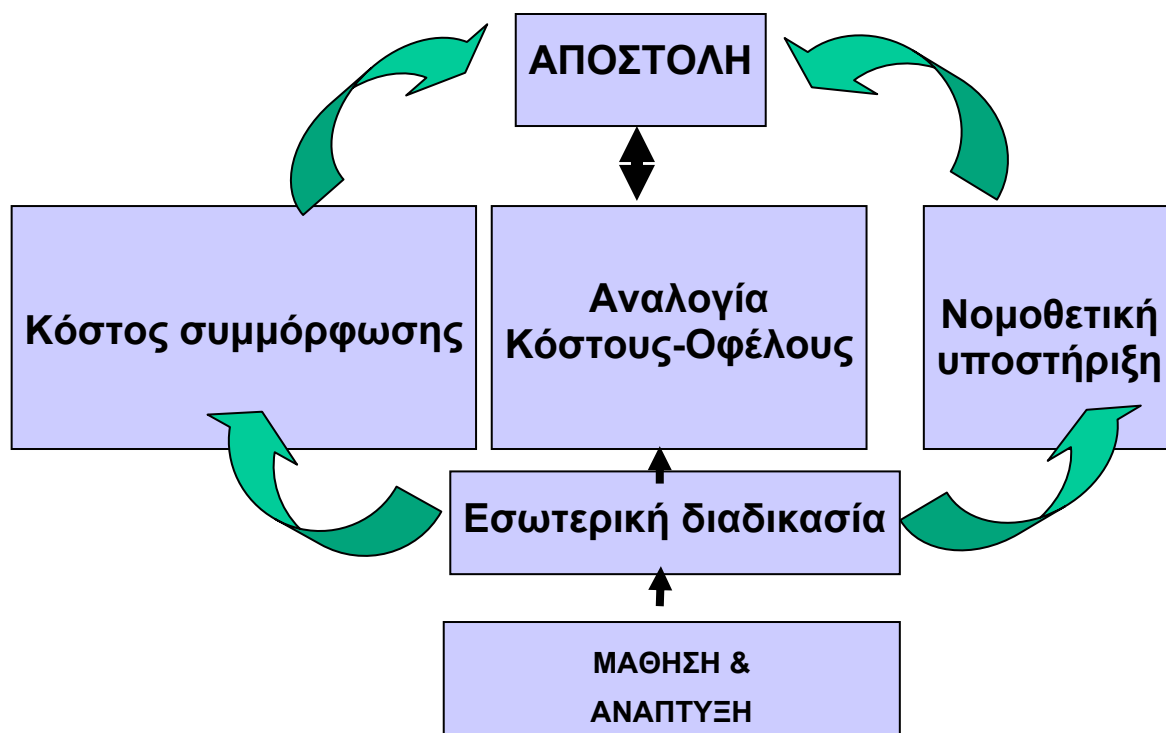 ΑΠΟΣΤΟΛΗ
Κόστος συμμόρφωσης
Αναλογία
Κόστους-Οφέλους
Νομοθετική
υποστήριξη
Εσωτερική διαδικασία
ΜΑΘΗΣΗ &
ΑΝΑΠΤΥΞΗ